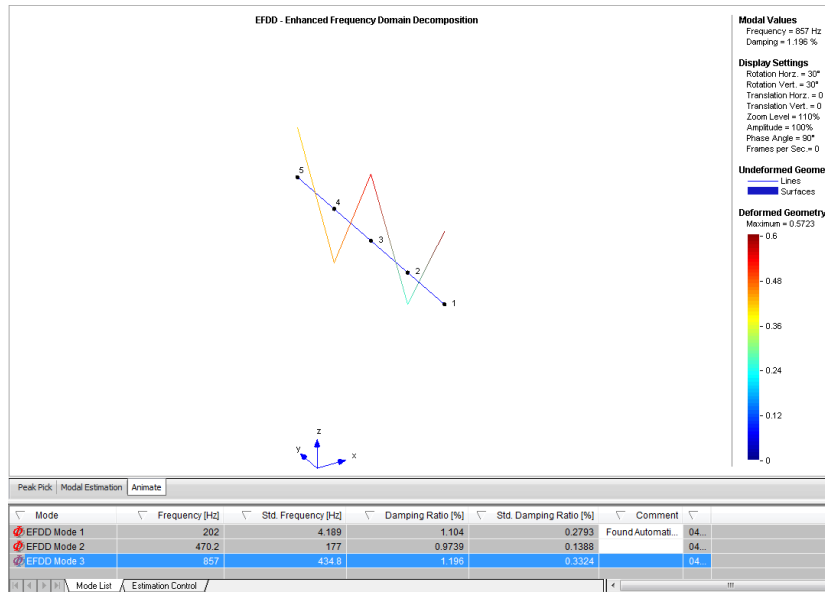 EFDD - Enhanced Frequency Domain Decomposition
Modal Values
Frequency = 857 Hz
Damping = 1.196 %
Display Settings
Rotation Horz. = 30°
Rotation Vert. = 30°
Translation Horz. = 0
Translation Vert. = 0
Zoom Level = 110%
Amplitude = 100%
Phase Angle = 90°
Frames per Sec.= 0
Undeformed Geome
Lines
Surfaces
Deformed Geometry
Maximum = 0.5723
0.6
0.48
0.36
0.24
0.12
0
5
4
3
2
1
z
y
x
Peak Pick Modal Estimation Animate
Mode Frequency [Hz] Std. Frequency [Hz] Damping Ratio [%] Std. Damping Ratio [%] Comment
EFDD Mode 1 202 4.189 1.104 0.2793 Found Automati... 04...
EFDD Mode 2 470.2 177 0.9739 0.1388 04...
EFDD Mode 3 857 434.8 1.196 0.3324 04...
Mode List Estimation Control